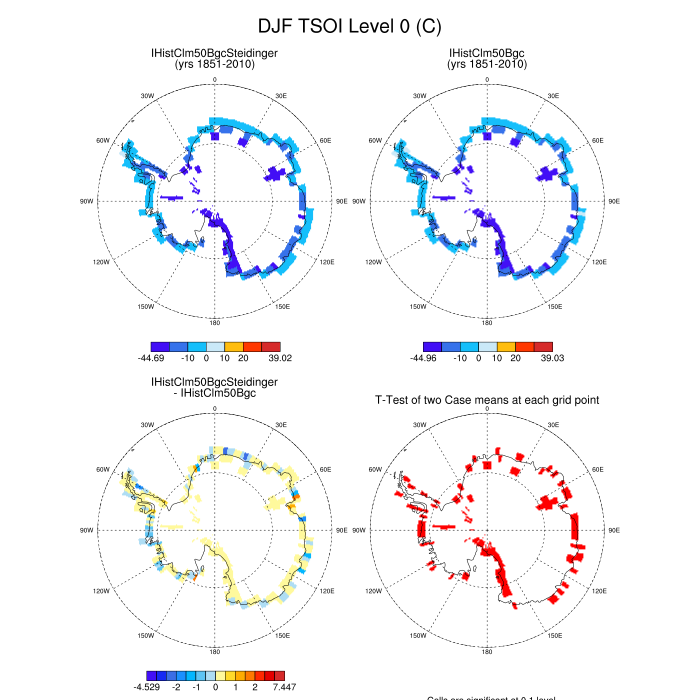 DJF TSOI Level 0 (C)
IHistClm50BgcSteidinger
(yrs 1851-2010)
0
30W
30E
60W
60E
90W
90E
120W
120E
150W
150E
180
-44.69 -10 0 10 20 39.02
IHistClm50Bgc
(yrs 1851-2010)
0
30W
30E
60W
60E
90W
90E
120W
120E
150W
150E
180
-44.96 -10 0 10 20 39.03
IHistClm50BgcSteidinger
- IHistClm50Bgc
0
30W
30E
60W
60E
90W
90E
120W
120E
150W
150E
180
-4.529 -2 -1 0 1 2 7.447
T-Test of two Case means at each grid point
0
30W
30E
60W
60E
90W
90E
120W
120E
150W
150E
180
Cells are significant at 0.1 level